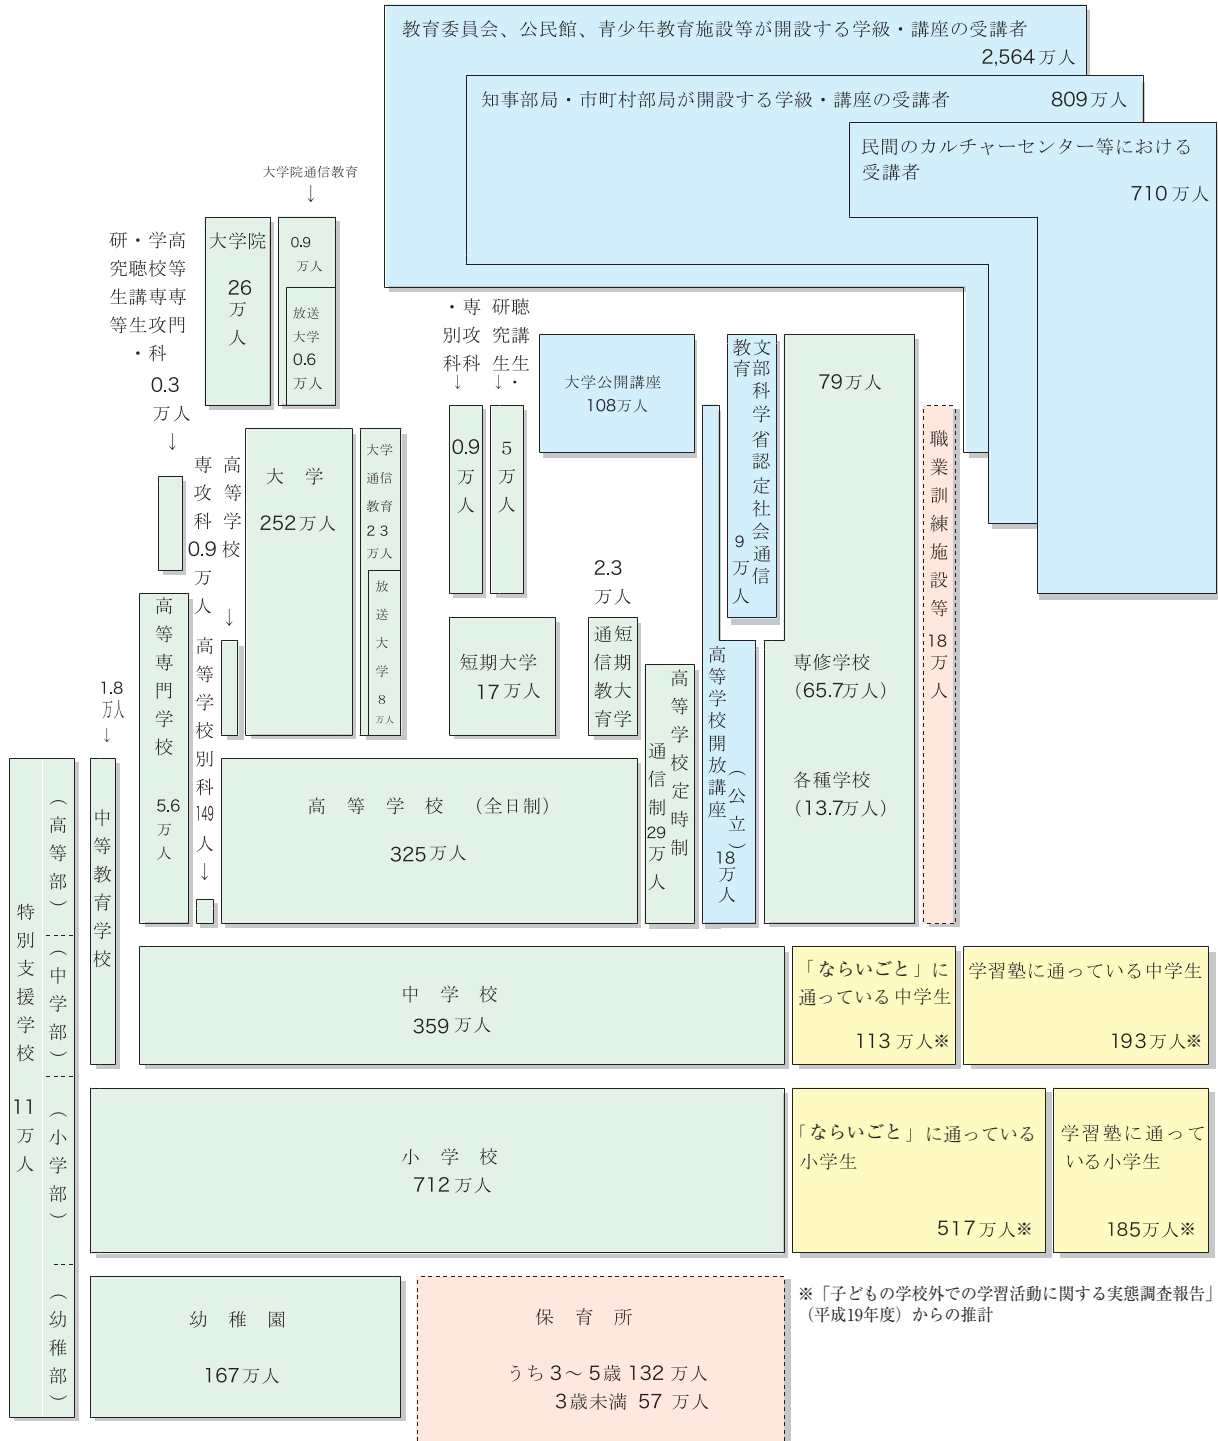 教育委員会、公民館、青少年教育施設等が開設する学級・講座の受講者
2,564万人
知事部局・市町村部局が開設する学級・講座の受講者 809万人
民間のカルチャーセンター等における
受講者
710万人
大学院通信教育
↓
大学院
26
万
人
0.9
万人
放送
大学
0.6
万人
高等専門
学校専攻科
・聴講生・
研究生等
0.3
万人
↓
高等学校
専攻科
0.9
万
人
↓
大 学
252万人
大学
通信
教育
23
万人
放
送
大
学
8
万人
専攻科
・別科
↓
0.9
万
人
聴講生・
研究生
↓
5
万
人
大学公開講座
108万人
文部科学省認定社会通信
教育
9
万
人
79万人
専修学校
(65.7万人)
各種学校
(13.7万人)
職業訓練施設等
18
万
人
短期大学
17万人
2.3
万人
短期大学
通信教育
高等学校定時制
通信制
29
万
人
高等学校開放講座
(公立)
18
万
人
高等専門学校
5.6
万
人
高等学校別科
149
人
↓
高 等 学 校 (全日制)
325万人
1.8
万人
↓
中等教育学校
特別支援学校
11
万
人
(高等部)
(中学部)
(小学部)
(幼稚部)
中 学 校
359万人
「ならいごと」に
通っている中学生
113万人※
学習塾に通っている中学生
193万人※
小 学 校
712万人
「ならいごと」に通っている
小学生
517万人※
学習塾に通って
いる小学生
185万人※
幼 稚 園
167万人
保 育 所
うち3〜5歳 132万人
3歳未満 57万人
※「子どもの学校外での学習活動に関する実態調査報告」
(平成19年度)からの推計